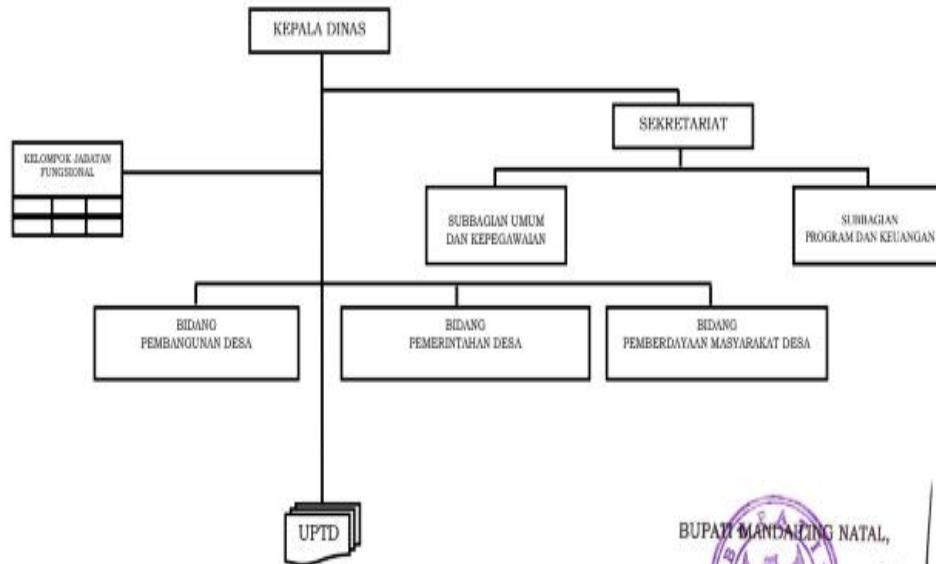 KEPALA DINAS
SEKRETARIAT
KELOMPOK JABATAN
FUNGSIONAL
SUBBAGIAN UMUM
DAN KEPEGAWAIAN
SUBBAGIAN
PROGRAM DAN KEUANGAN
BIDANG
PEMBANGUNAN DESA
BIDANG
PEMERINTAHAN DESA
BIDANG
PEMBERDAYAAN MASYARAKAT DESA
UPTD
BUPATI MANDAILING NATAL,